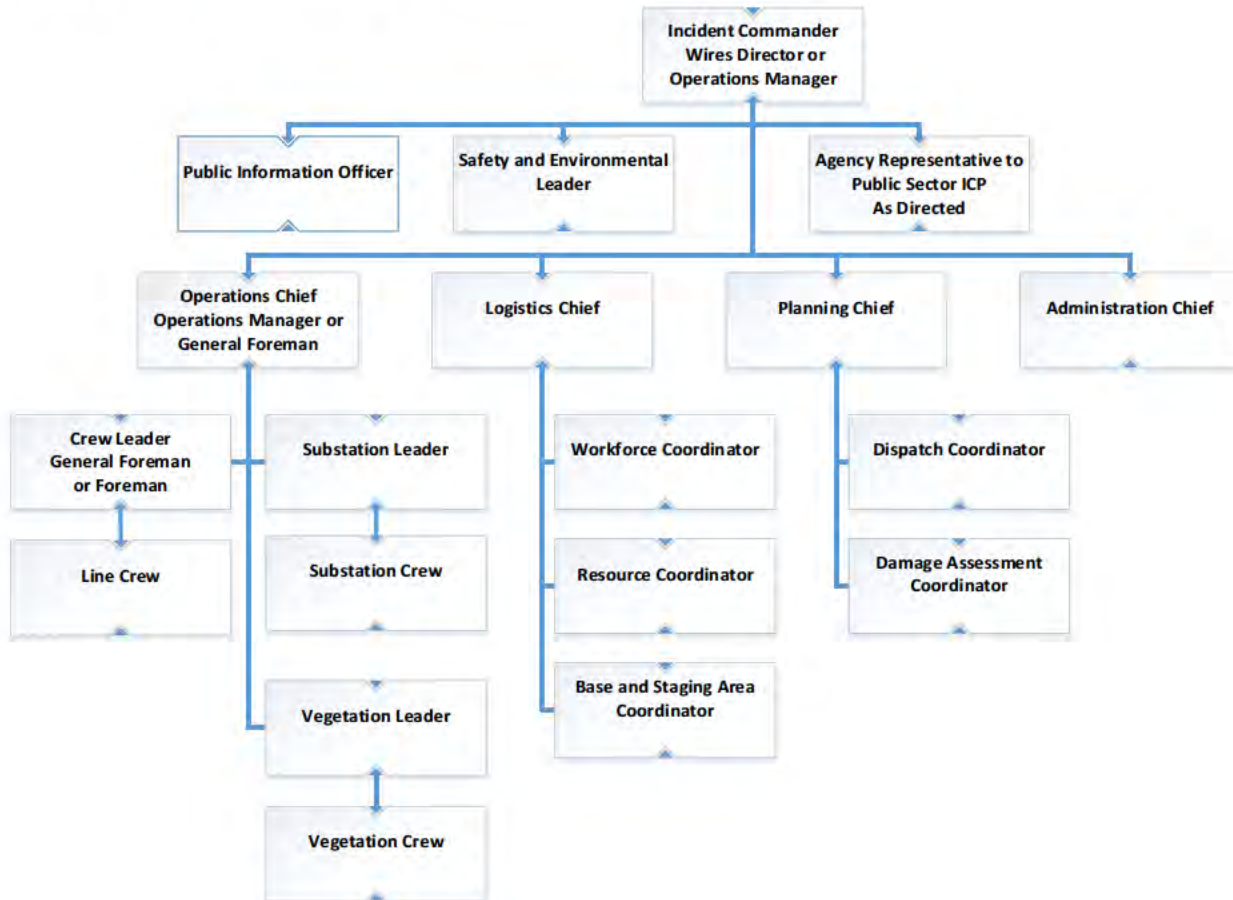 Incident Commander
Wires Director or
Operations Manager
Public Information Officer
Safety and Environmental
Leader
Agency Representative to
Public Sector ICP
As Directed
Operations Chief
Operations Manager or
General Foreman
Logistics Chief
Planning Chief
Administration Chief
Crew Leader
General Foreman
or Foreman
Substation Leader
Workforce Coordinator
Dispatch Coordinator
Line Crew
Substation Crew
Resource Coordinator
Damage Assessment
Coordinator
Vegetation Leader
Base and Staging Area
Coordinator
Vegetation Crew